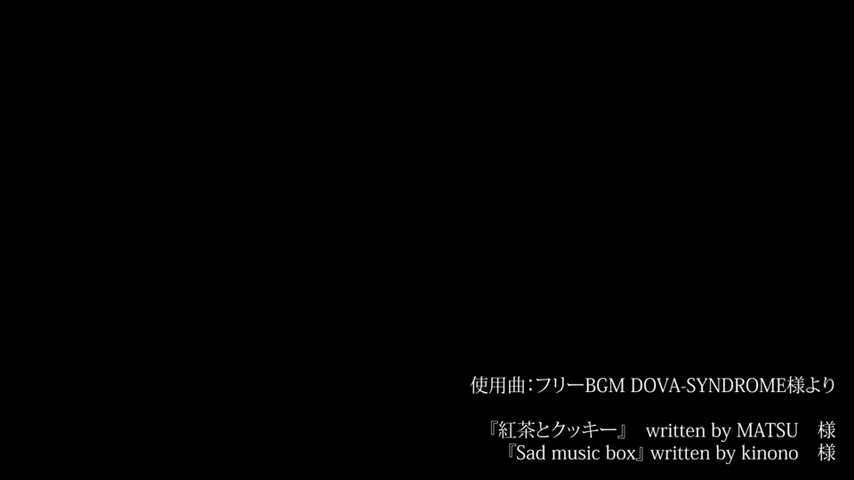 使用曲：フリーBGM DOVA-SYNDROME様より
『紅茶とクッキー』　written by MATSU　様
『Sad music box』 written by kinono　様